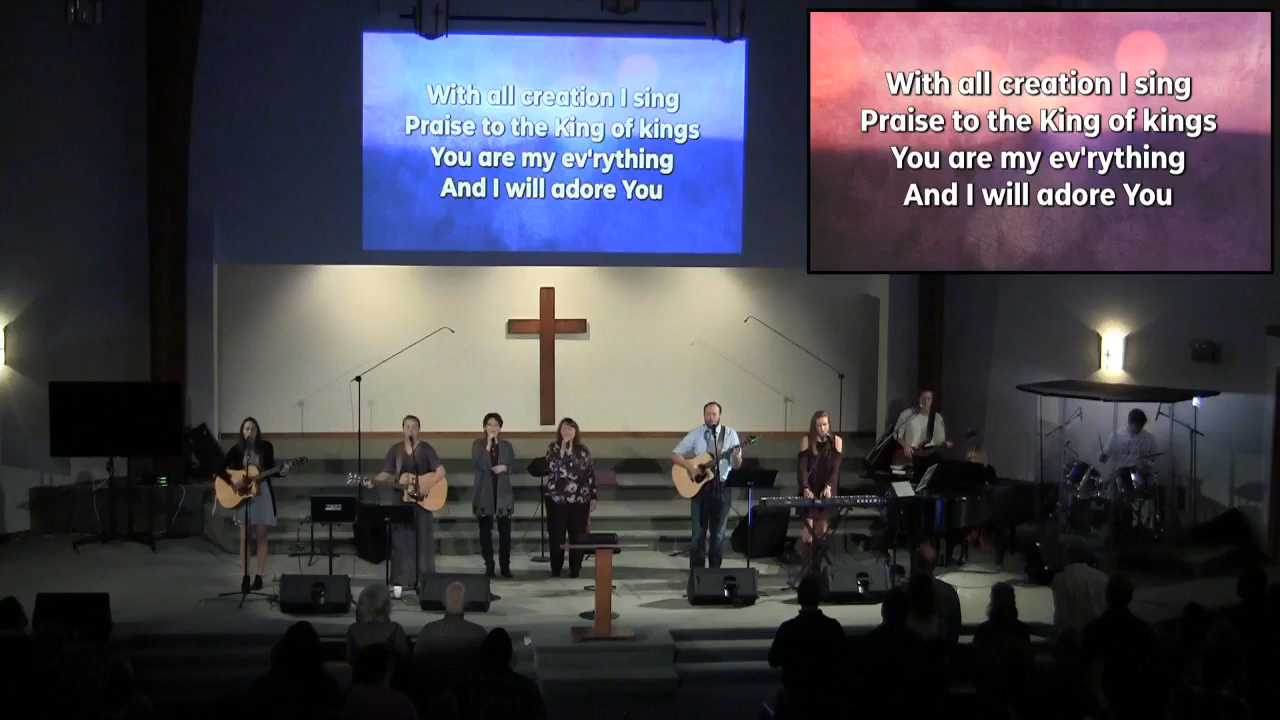 With all creation I sing
Praise to the King of kings
You are my ev'rything
And I will adore You
With all creation I sing
Praise to the King of kings
You are my ev'rything
And I will adore You